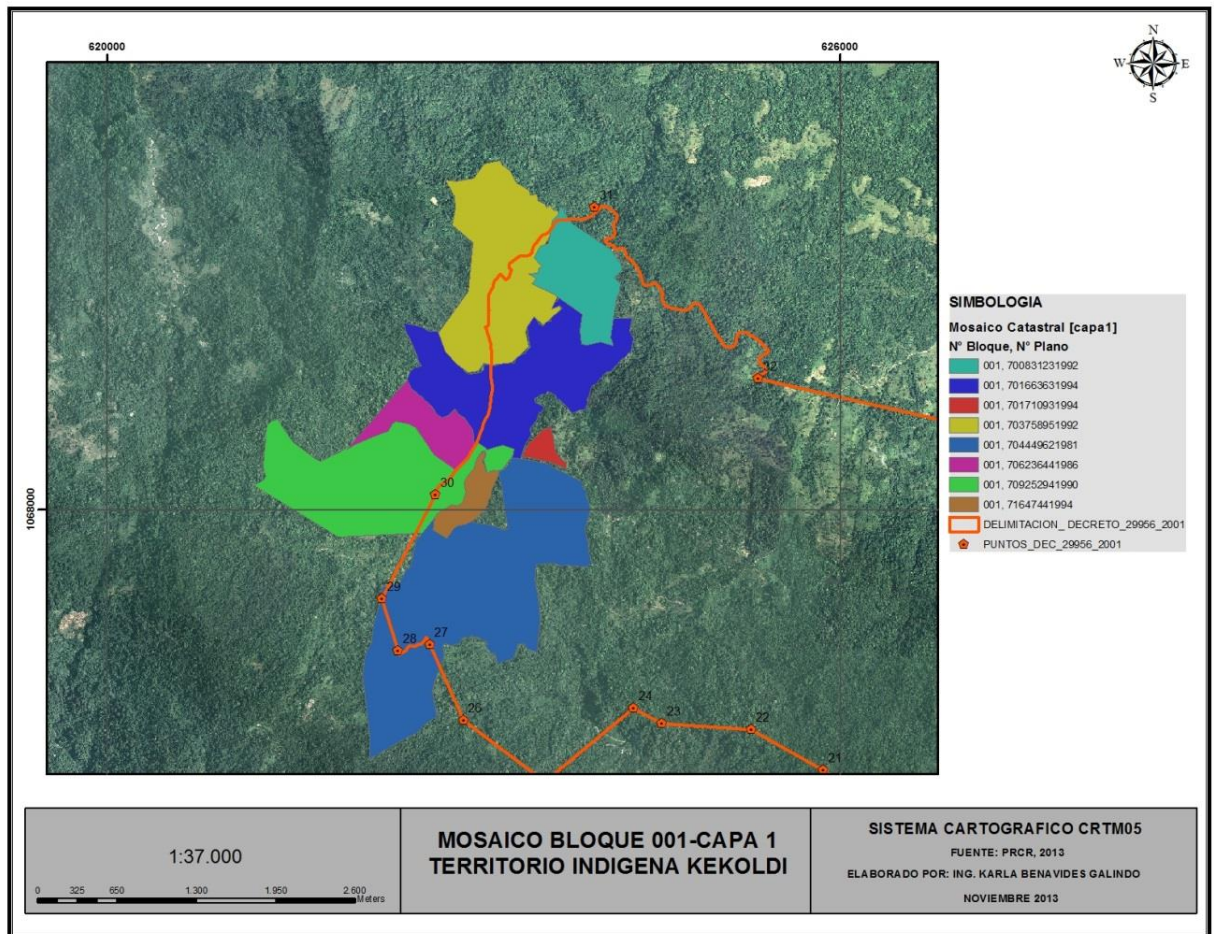 620000
626000
N
W
E
S
31
32
30
1068000
29
28
27
26
24
23
22
21
SIMBOLOGIA
Mosaico Catastral [capa1]
N° Bloque, N° Plano
001, 700831231992
001, 701663631994
001, 701710931994
001, 703758951992
001, 704449621981
001, 706236441986
001, 709252941990
001, 71647441994
DELIMITACION_ DECRETO_29956_2001
PUNTOS_DEC_29956_2001
1:37.000
0 325 650 1.300 1.950 2.600
Meters
MOSAICO BLOQUE 001-CAPA 1
TERRITORIO INDIGENA KEKOLDI
SISTEMA CARTOGRAFICO CRTM05
FUENTE: PRCR, 2013
ELABORADO POR: ING. KARLA BENAVIDES GALINDO
NOVIEMBRE 2013